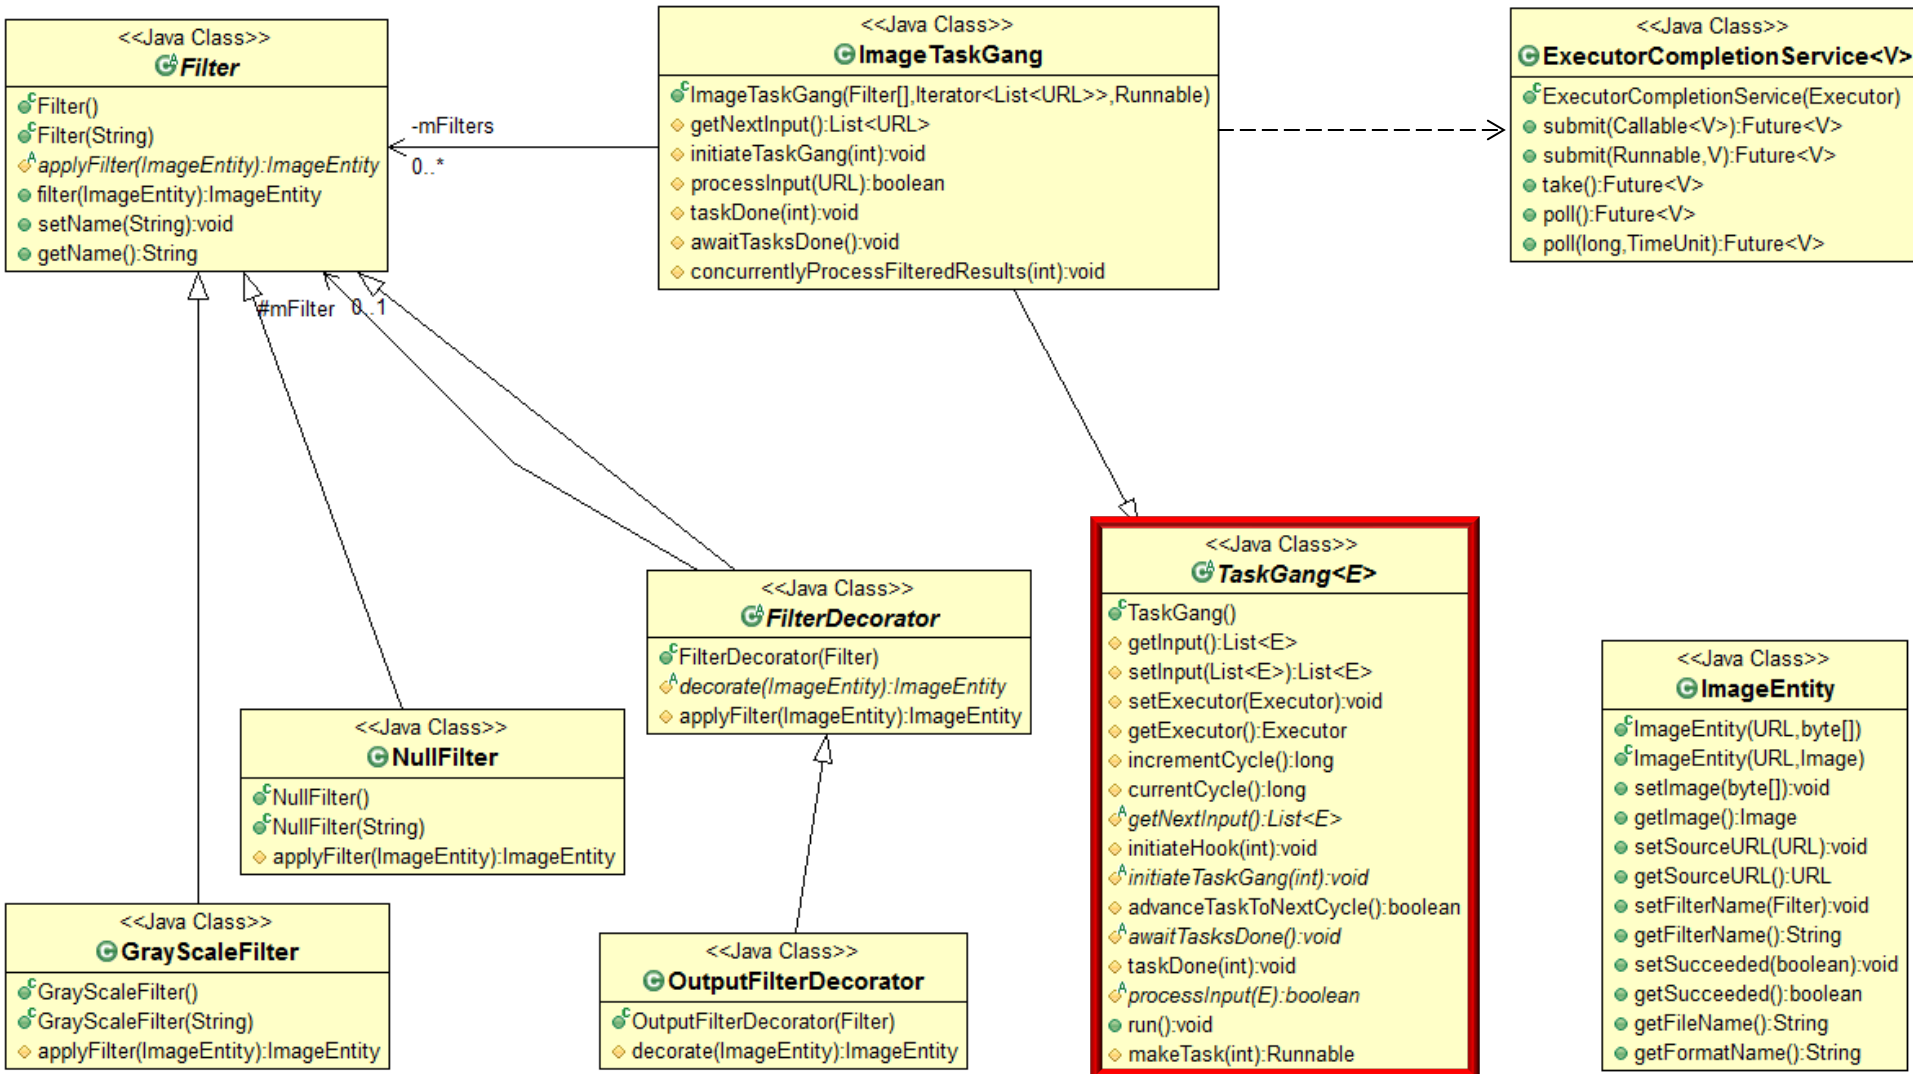 <<Java Class>>
Filter
Filter()
Filter(String)
applyFilter(ImageEntity):ImageEntity
filter(ImageEntity):ImageEntity
setName(String):void
getName():String
-mFilters
0..*
#mFilter 0..1
<<Java Class>>
ImageTaskGang
ImageTaskGang(Filter[],Iterator<List<URL>>,Runnable)
getNextInput():List<URL>
initiateTaskGang(int):void
processInput(URL):boolean
taskDone(int):void
awaitTasksDone():void
concurrentlyProcessFilteredResults(int):void
<<Java Class>>
ExecutorCompletionService<V>
ExecutorCompletionService(Executor)
submit(Callable<V>):Future<V>
submit(Runnable,V):Future<V>
take():Future<V>
poll():Future<V>
poll(long,TimeUnit):Future<V>
<<Java Class>>
FilterDecorator
FilterDecorator(Filter)
decorate(ImageEntity):ImageEntity
applyFilter(ImageEntity):ImageEntity
<<Java Class>>
TaskGang<E>
TaskGang()
getInput():List<E>
setInput(List<E>):List<E>
setExecutor(Executor):void
getExecutor():Executor
incrementCycle():long
currentCycle():long
getNextInput():List<E>
initiateHook(int):void
initiateTaskGang(int):void
advanceTaskToNextCycle():boolean
awaitTasksDone():void
taskDone(int):void
processInput(E):boolean
run():void
makeTask(int):Runnable
<<Java Class>>
ImageEntity
ImageEntity(URL,byte[])
ImageEntity(URL,Image)
setImage(byte[]):void
getImage():Image
setSourceURL(URL):void
getSourceURL():URL
setFilterName(Filter):void
getFilterName():String
setSucceeded(boolean):void
getSucceeded():boolean
getFileName():String
getFormatName():String
<<Java Class>>
NullFilter
NullFilter()
NullFilter(String)
applyFilter(ImageEntity):ImageEntity
<<Java Class>>
GrayScaleFilter
GrayScaleFilter()
GrayScaleFilter(String)
applyFilter(ImageEntity):ImageEntity
<<Java Class>>
OutputFilterDecorator
OutputFilterDecorator(Filter)
decorate(ImageEntity):ImageEntity